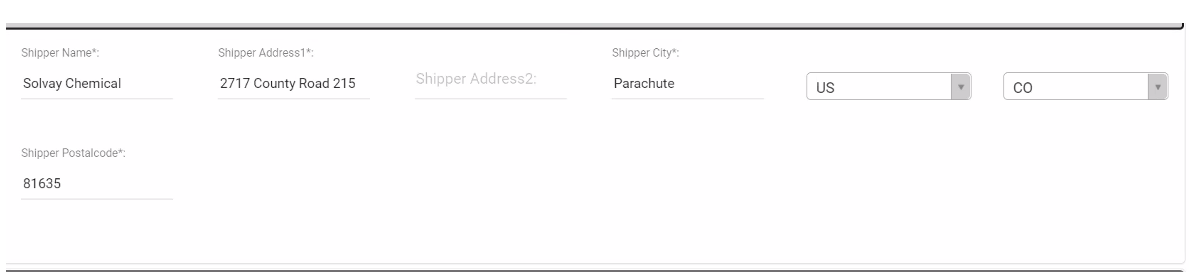 Shipper Name*: Shipper Address1*: Shipper City*:
Solvay Chemical 2717 County Road 215 Shipper Address2: Parachute US CO
Shipper Postalcode*:
81635